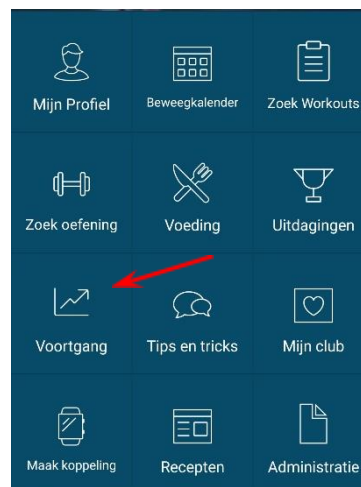 Mijn Profiel
Beweegkalender
Zoek Workouts
Zoek oefening
Voeding
Uitdagingen
Voortgang
Tips en tricks
Mijn club
Maak koppeling
Recepten
Administratie